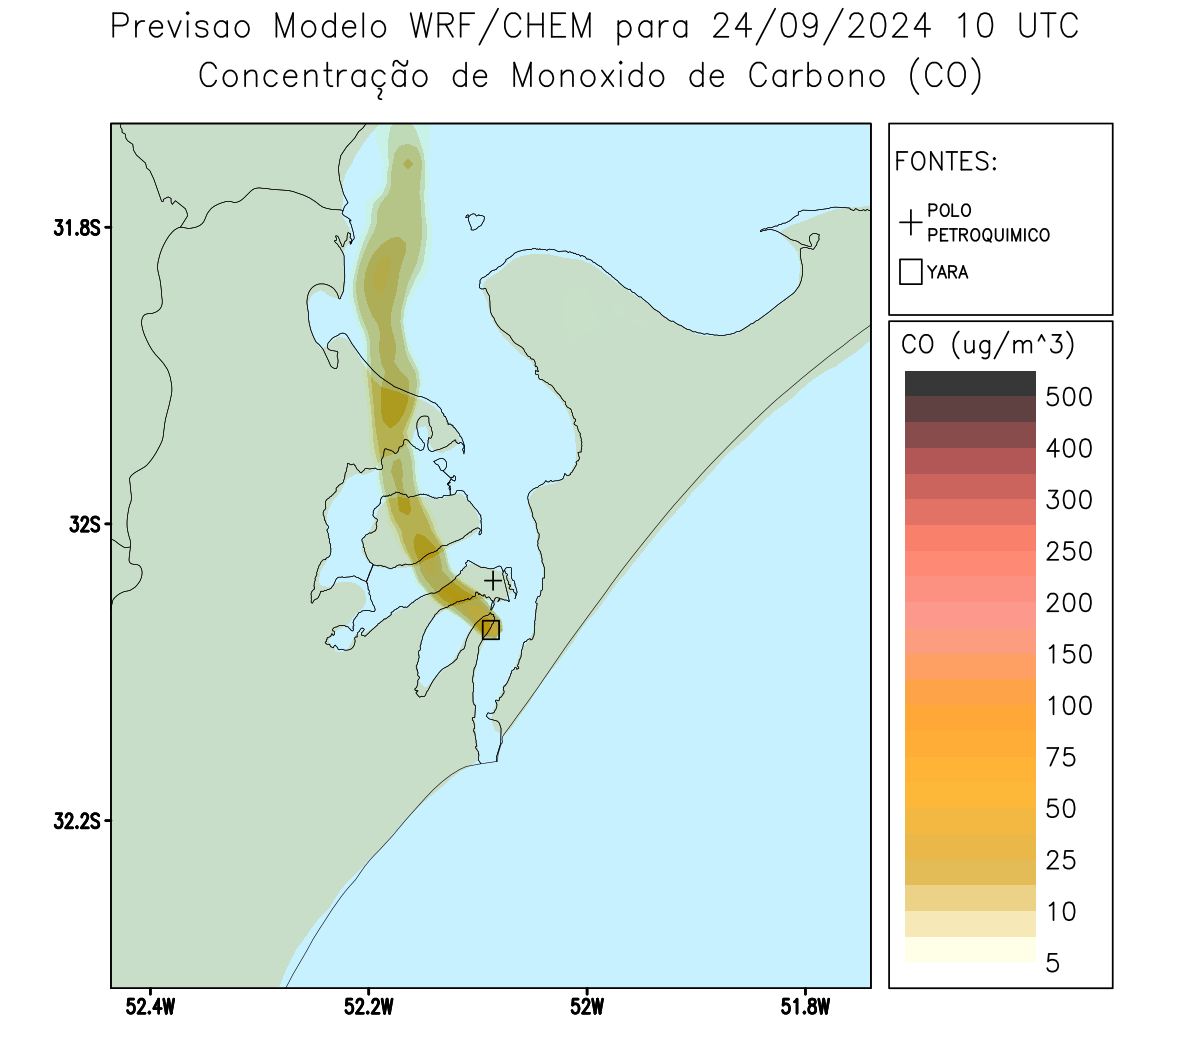 Previsao Modelo WRF/CHEM para 24/09/2024 10 UTC
Concentração de Monoxido de Carbono (CO)
FONTES:
POLO
PETROQUIMICO
YARA
CO (ug/m^3)
500
400
300
250
200
150
100
75
50
25
10
5
31.8S
32S
32.2S
52.4W
52.2W
52W
51.8W